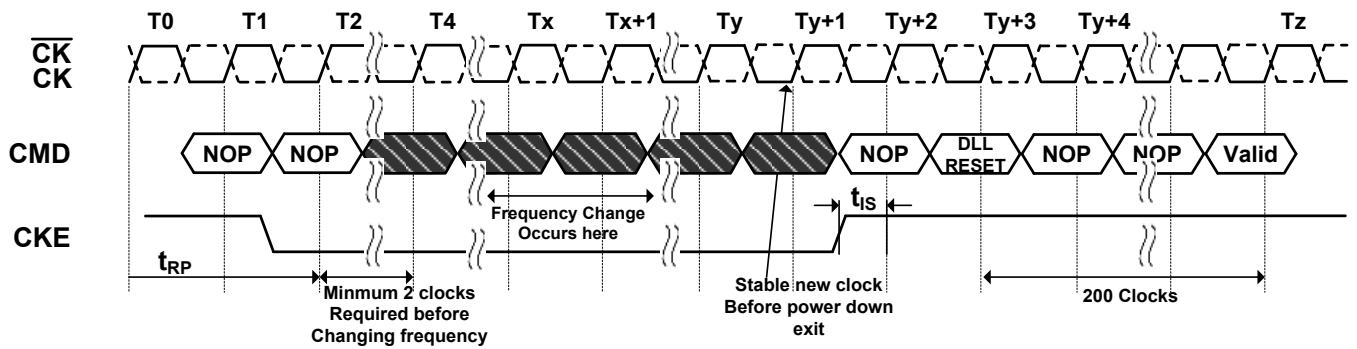 T0 T1 T2 T4 Tx Tx+1 Ty Ty+1 Ty+2 Ty+3 Ty+4 Tz
CK
CK
CMD NOP NOP NOP DLL RESET NOP NOP Valid
Frequency Change
Occurs here
tIS
CKE
tRP
Minmum 2 clocks
Required before
Changing frequency
Stable new clock
Before power down
exit
200 Clocks